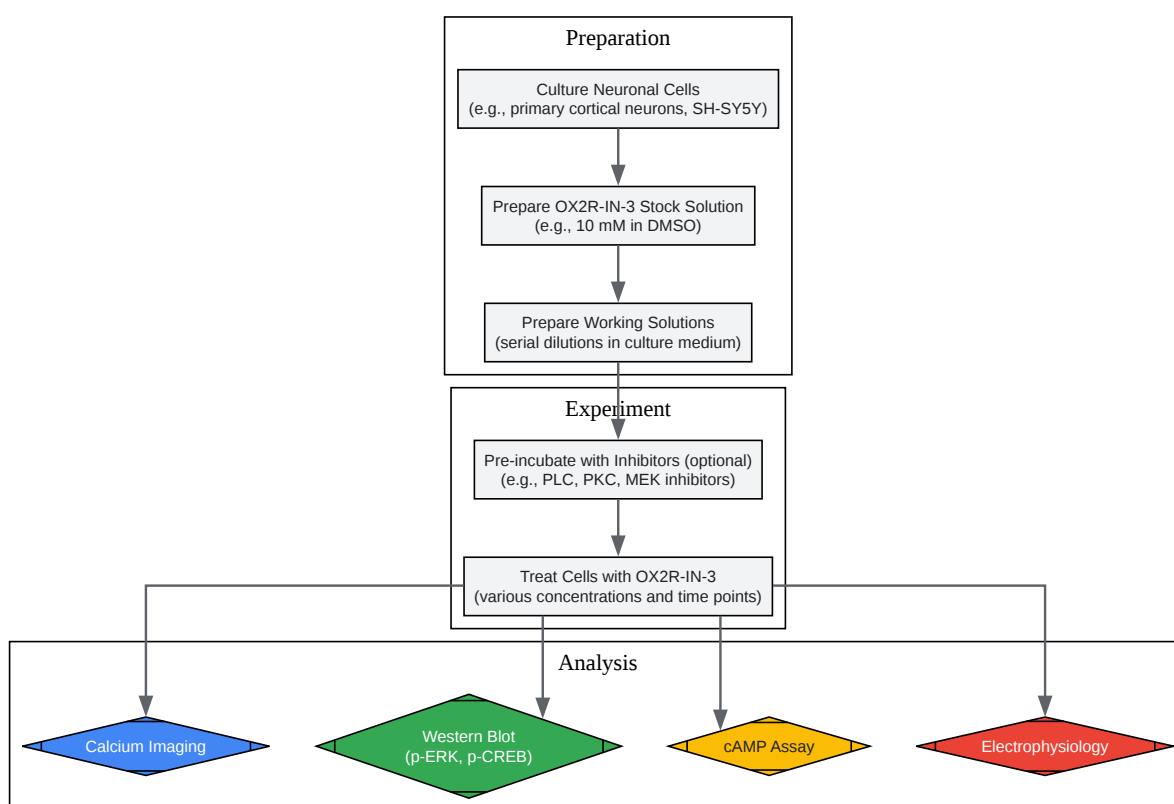 Preparation
Culture Neuronal Cells
(e.g., primary cortical neurons, SH-SY5Y)
Prepare OX2R-IN-3 Stock Solution
(e.g., 10 mM in DMSO)
Prepare Working Solutions
(serial dilutions in culture medium)
Experiment
Pre-incubate with Inhibitors (optional)
(e.g., PLC, PKC, MEK inhibitors)
Treat Cells with OX2R-IN-3
(various concentrations and time points)
Analysis
Calcium Imaging
Western Blot
(p-ERK, p-CREB)
cAMP Assay
Electrophysiology